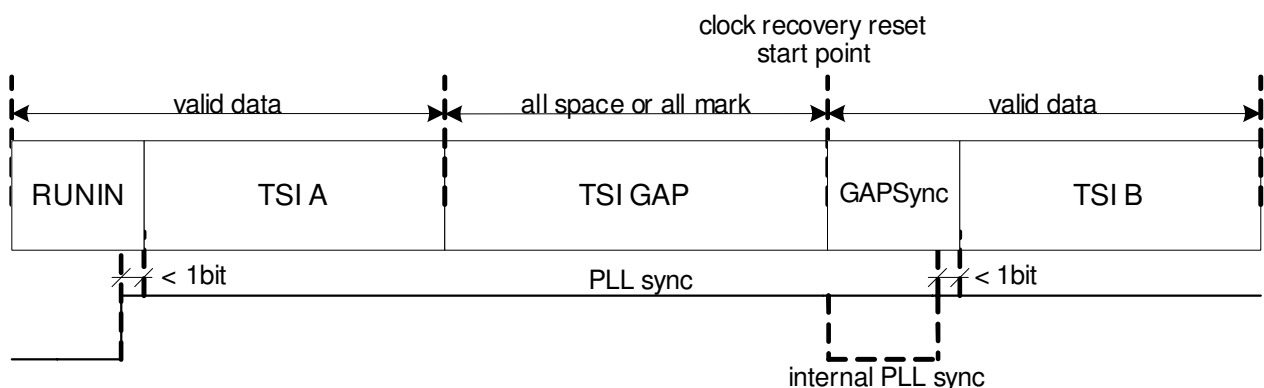 clock recovery reset
start point
valid data
all space or all mark
valid data
RUNIN
TSI A
TSI GAP
GAPSync
TSI B
< 1bit
PLL sync
< 1bit
internal PLL sync